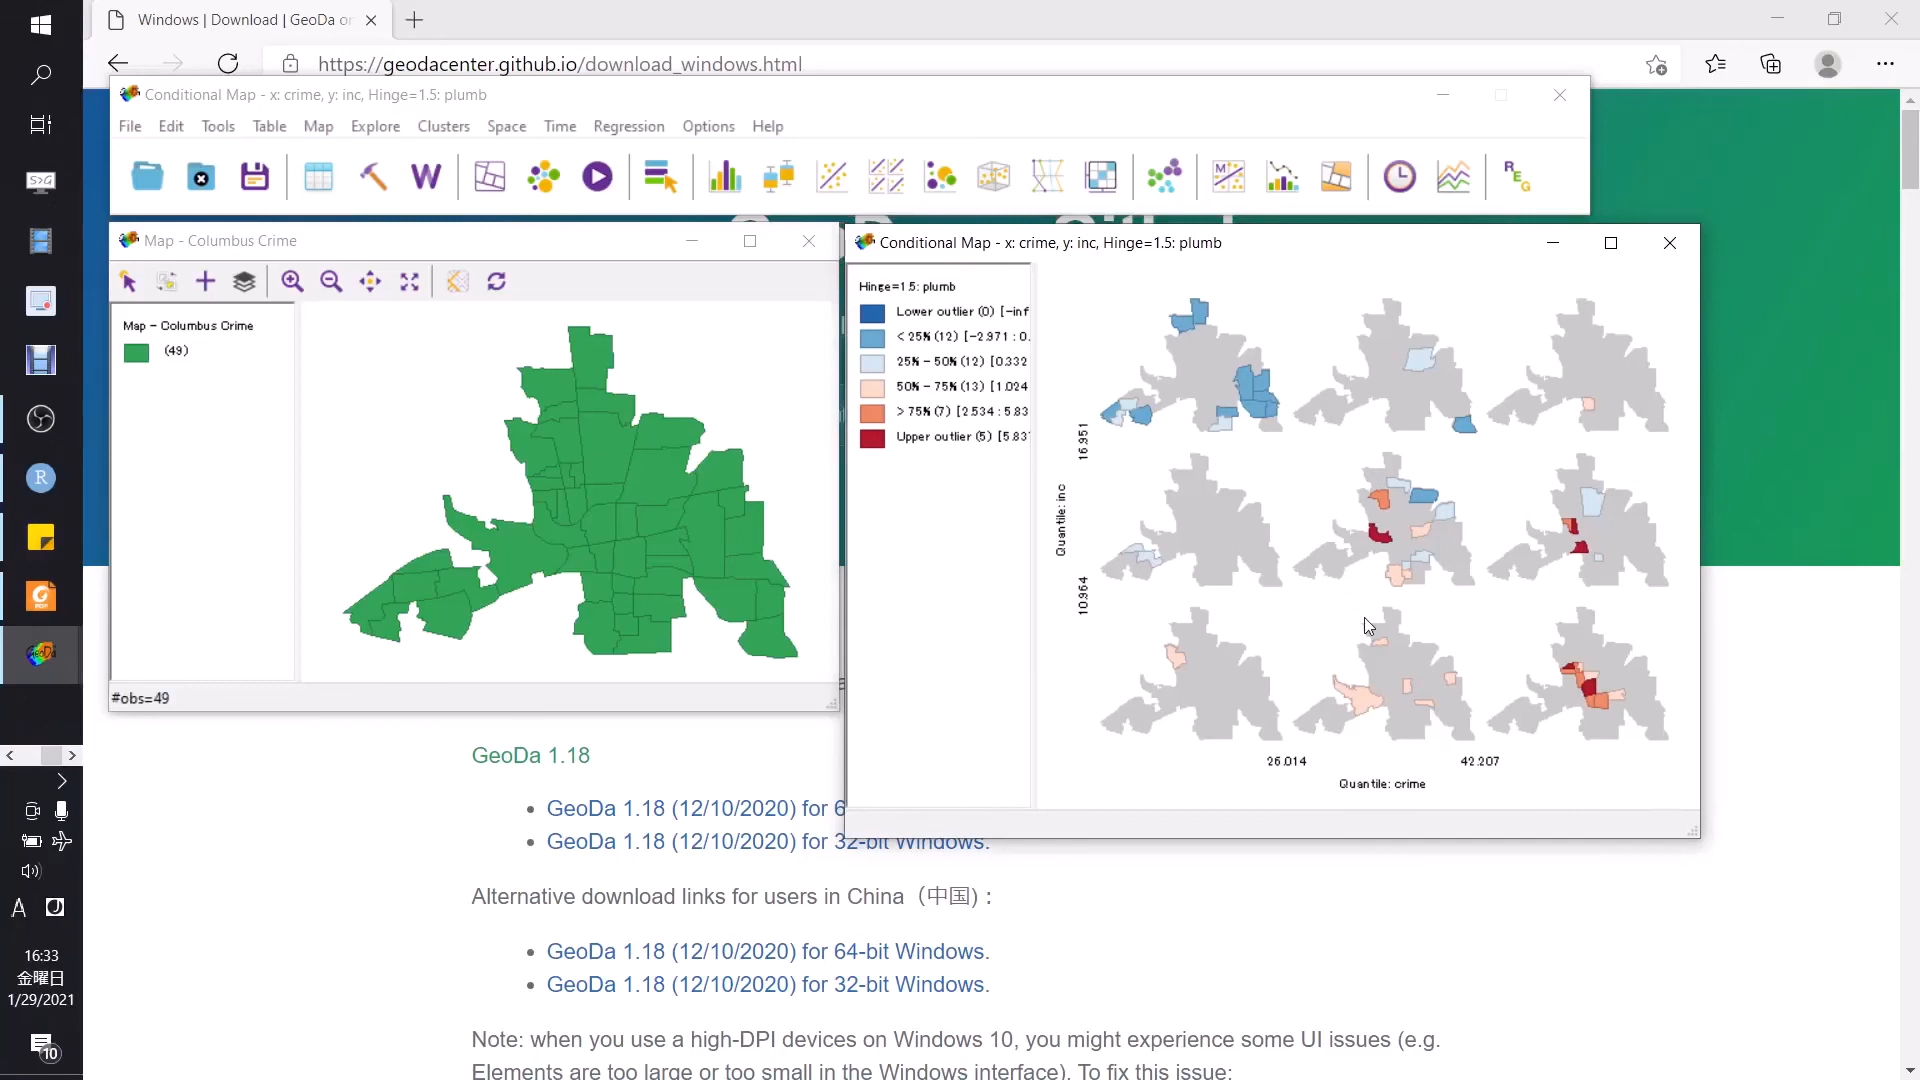 Windows | Download | GeoDa on
https://geodacenter.github.io/download_windows.html
Conditional Map - x: crime, y: inc, Hinge=1.5: plumb
File Edit Tools Table Map Explore Clusters Space Time Regression Options Help
W
M
REG
Map - Columbus Crime
Map - Columbus Crime
(49)
#obs=49
Conditional Map - x: crime, y: inc, Hinge=1.5: plumb
Hinge=1.5: plumb
Lower outlier (0) [-inf
< 25% (12) [-2.971 : 0.
25% - 50% (12) [0.332
50% - 75% (13) [1.024
> 75% (7) [2.534 : 5.83
Upper outlier (5) [5.837
16.951
Quantile: inc
10.964
26.014 42.207
Quantile: crime
GeoDa 1.18
GeoDa 1.18 (12/10/2020) for 6
GeoDa 1.18 (12/10/2020) for 32-bit Windows.
Alternative download links for users in China（中国) :
GeoDa 1.18 (12/10/2020) for 64-bit Windows.
GeoDa 1.18 (12/10/2020) for 32-bit Windows.
Note: when you use a high-DPI devices on Windows 10, you might experience some UI issues (e.g.
Elements are too large or too small in the Windows interface). To fix this issue:
S>G
R
GeoDa
A J
16:33
金曜日
1/29/2021
10